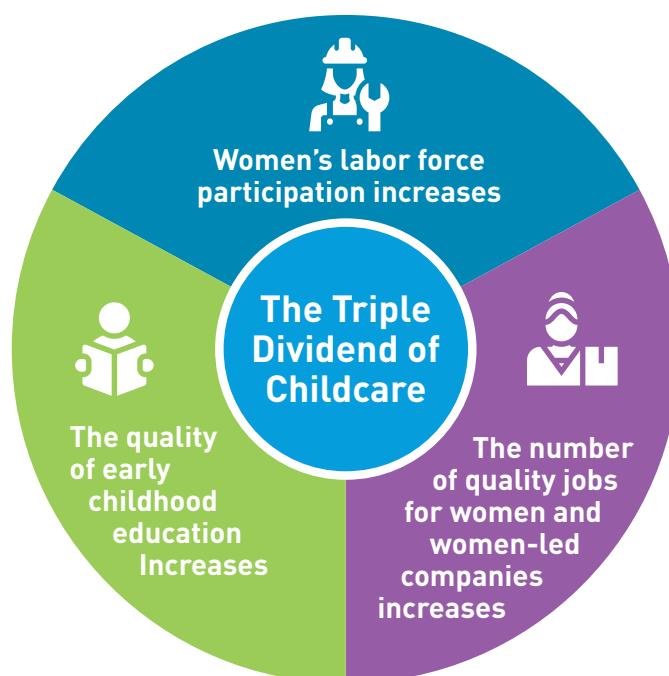 Women's labor force
participation increases
The Triple
Dividend of
Childcare
The quality
of early
childhood
education
Increases
The number
of quality jobs
for women and
women-led
companies
increases